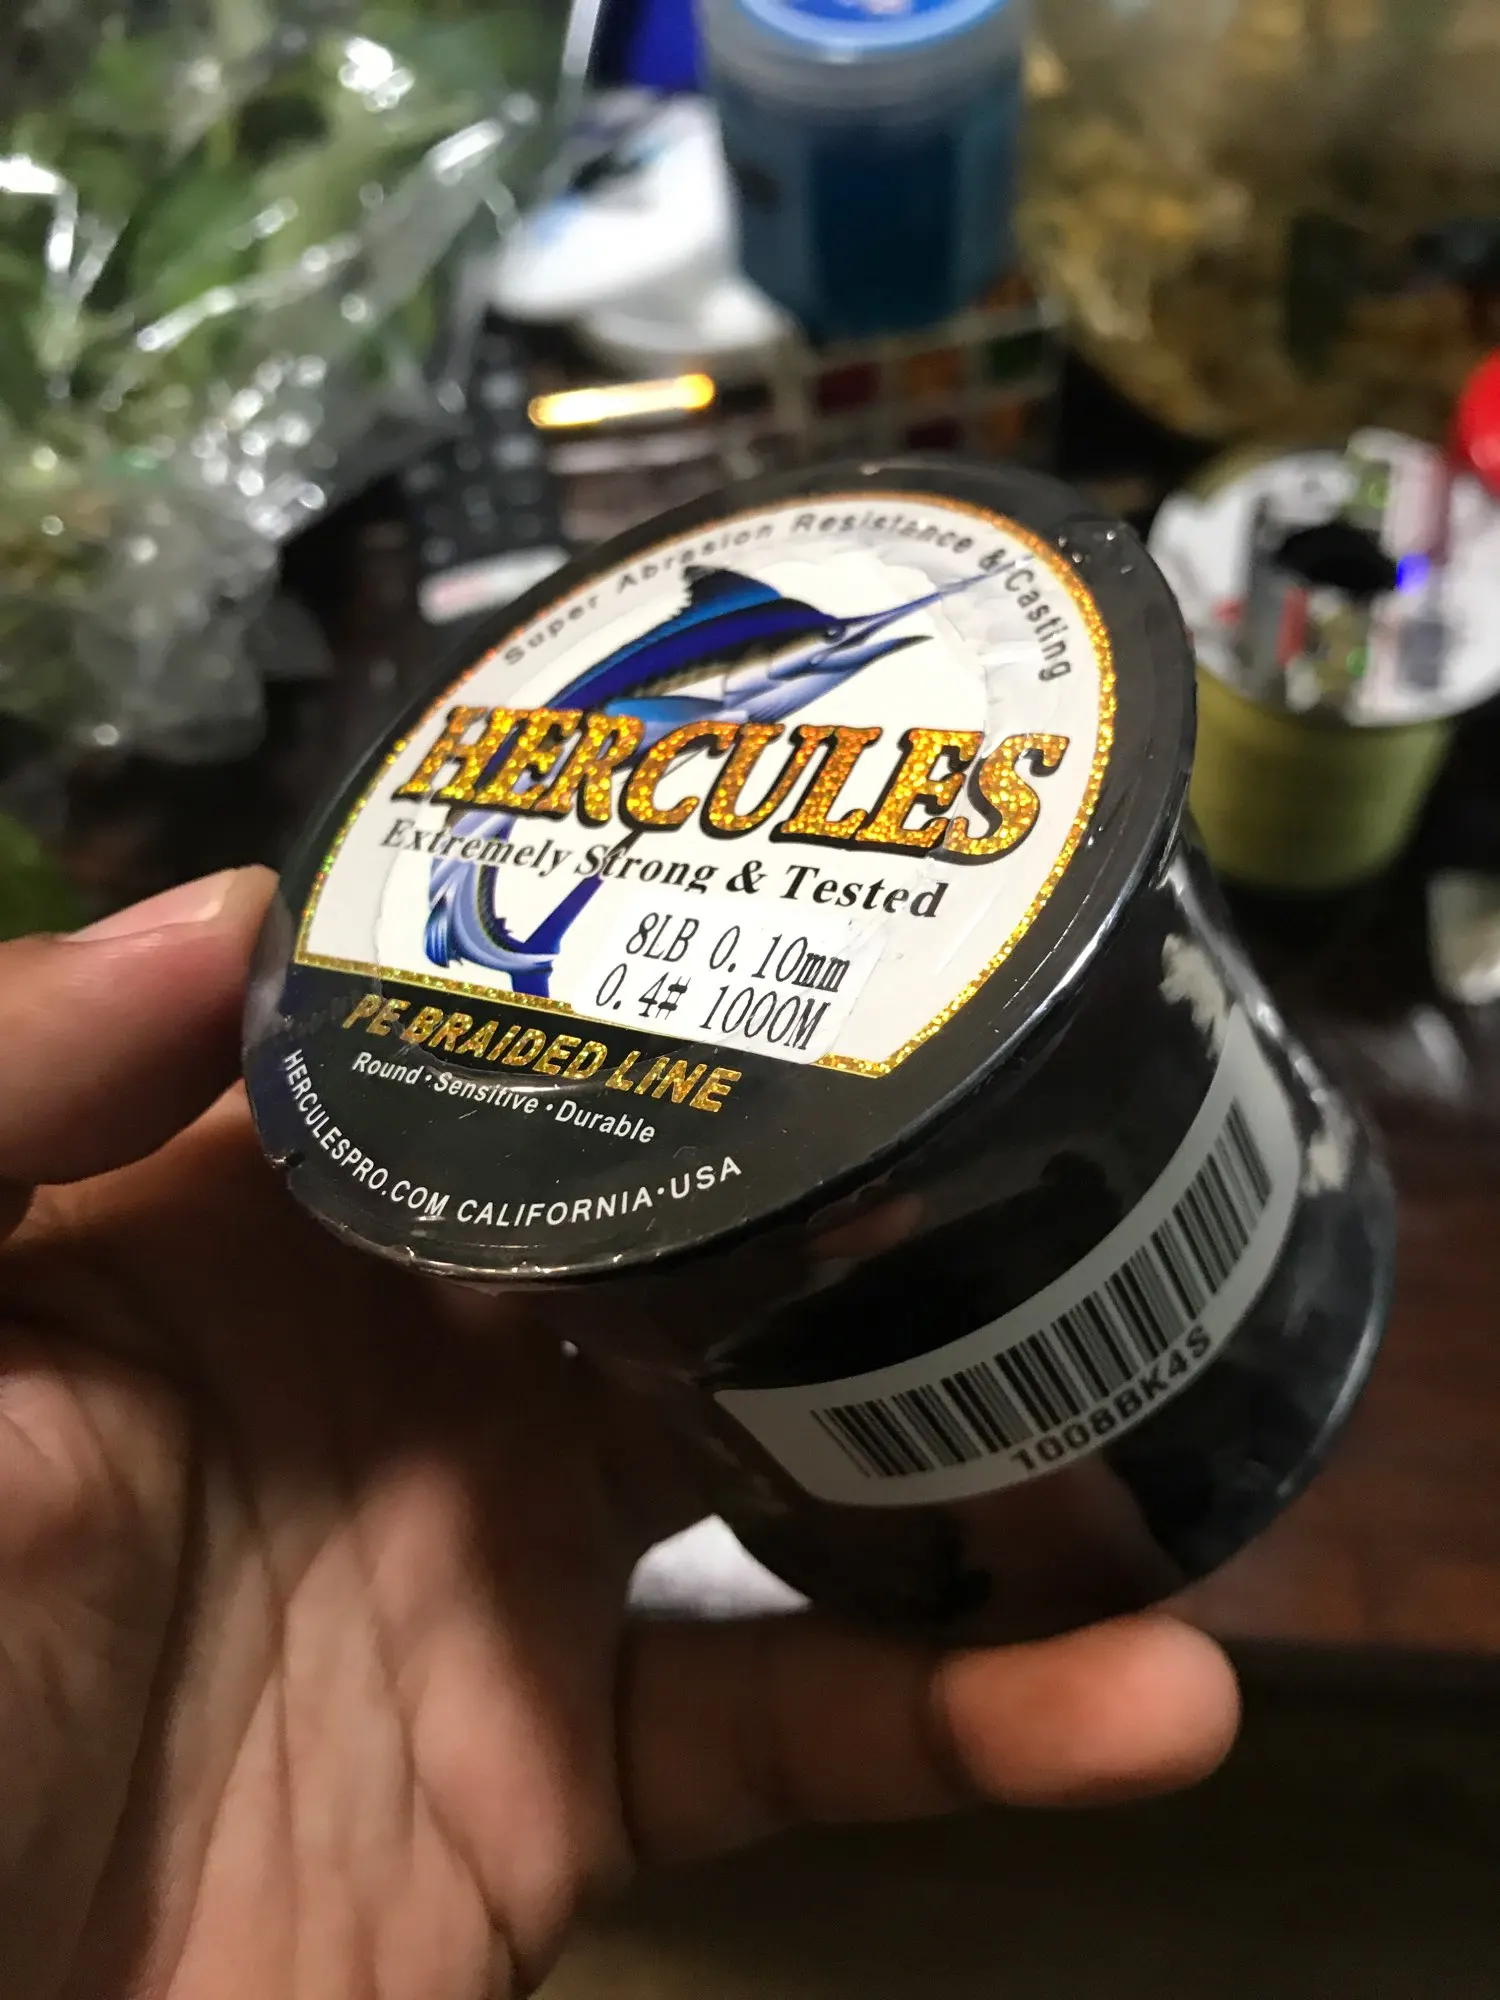 Super Abrasion Resistance & Casting
HERCULES
Extremely Strong & Tested
8LB 0.10mm
0.4# 1000M
PE BRAIDED LINE
Round · Sensitive · Durable
HERCULESPRO.COM CALIFORNIA · USA
1008BK4S